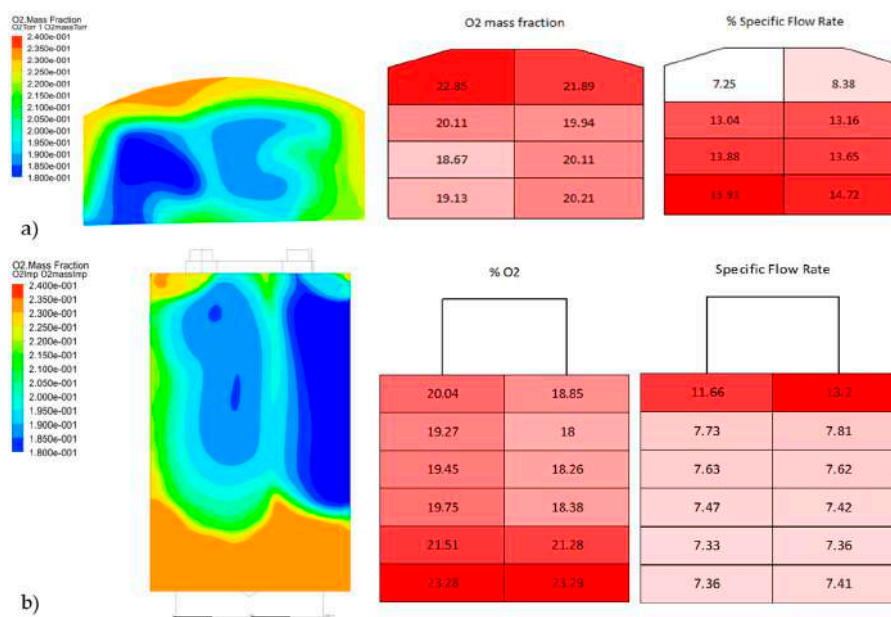 O2.Mass Fraction
O2Torr 1 O2massTorr
2.400e-001
2.350e-001
2.300e-001
2.250e-001
2.200e-001
2.150e-001
2.100e-001
2.050e-001
2.000e-001
1.950e-001
1.900e-001
1.850e-001
1.800e-001
O2 mass fraction
22.85 21.89
20.11 19.94
18.67 20.11
19.13 20.21
% Specific Flow Rate
7.25 8.38
13.04 13.16
13.88 13.65
14.72
a)
O2.Mass Fraction
O2Imp O2massImp
2.400e-001
2.350e-001
2.300e-001
2.250e-001
2.200e-001
2.150e-001
2.100e-001
2.050e-001
2.000e-001
1.950e-001
1.900e-001
1.850e-001
1.800e-001
% O2
20.04 18.85
19.27 18
19.45 18.26
19.75 18.38
21.51 21.28
23.28 23.29
Specific Flow Rate
11.66 13.2
7.73 7.81
7.63 7.62
7.47 7.42
7.33 7.36
7.36 7.41
b)